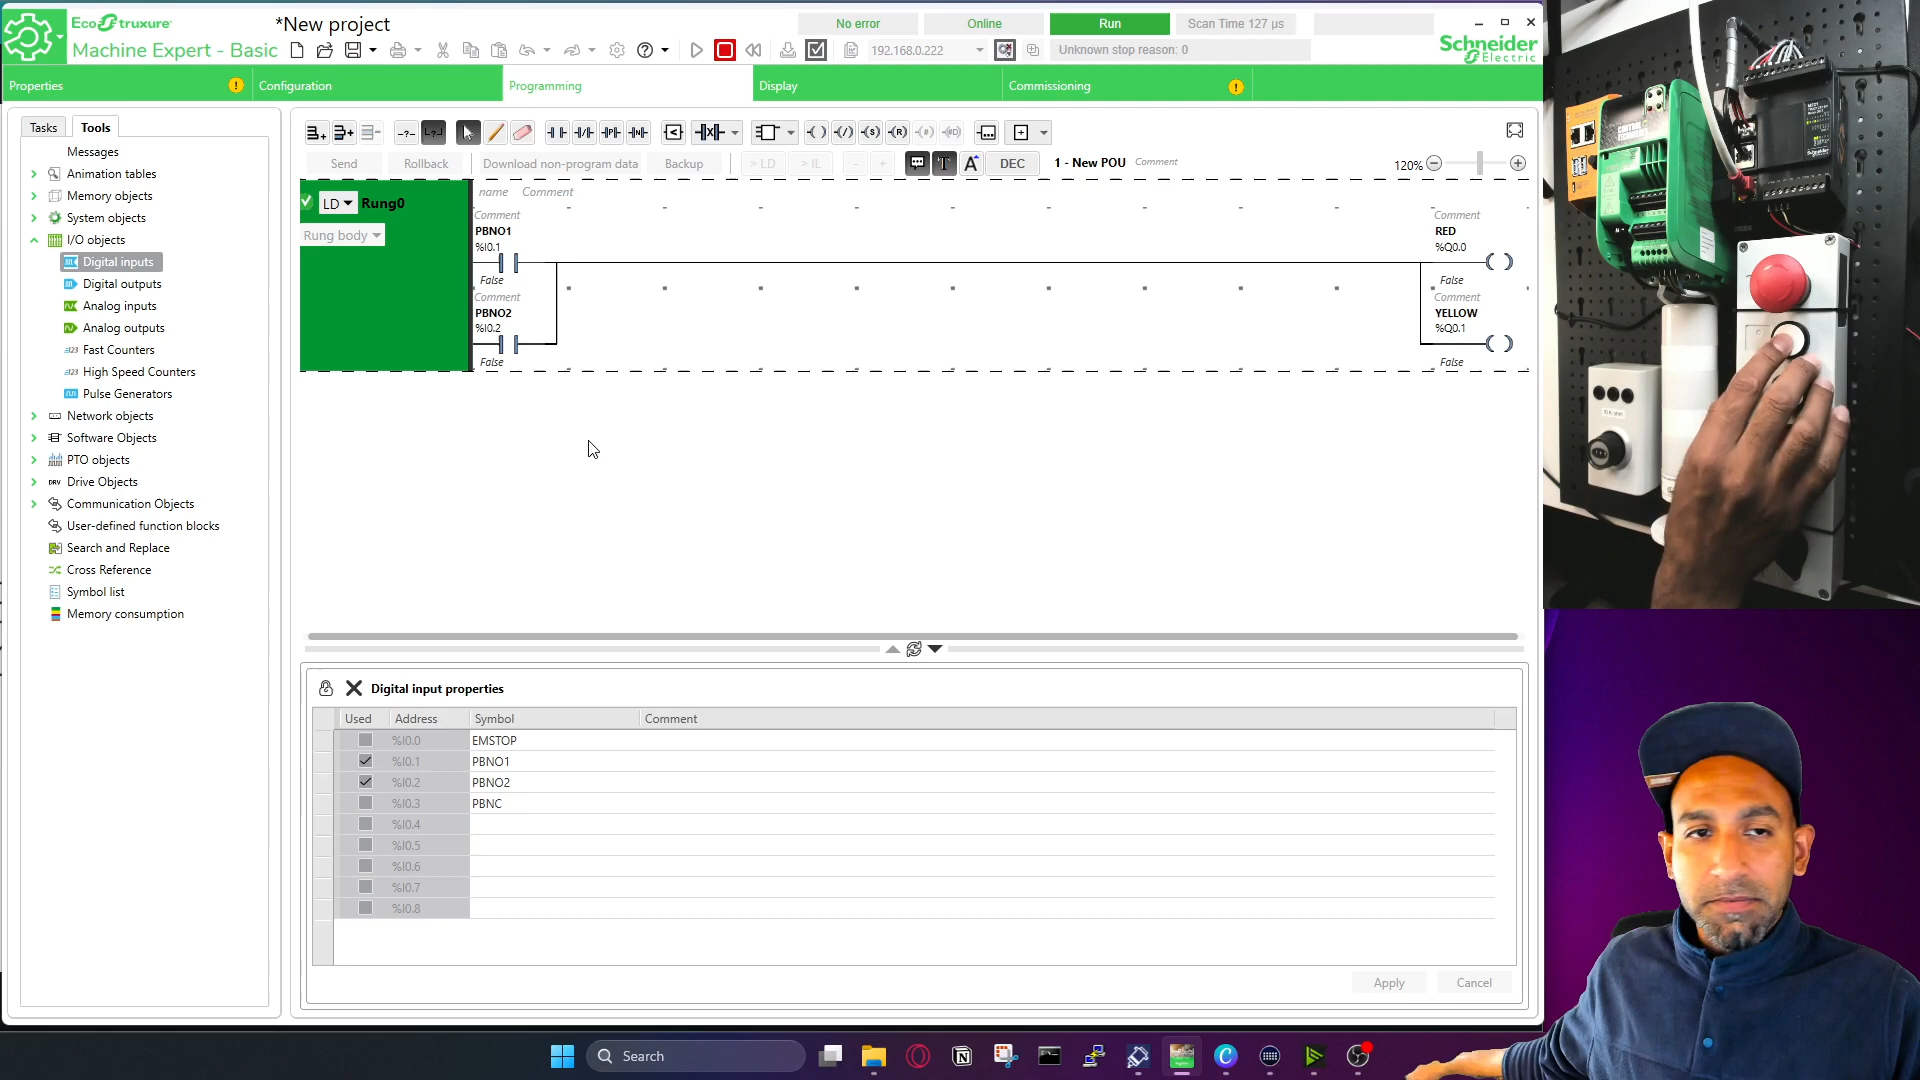 EcoStruxure
Machine Expert - Basic
*New project
No error
Online
Run
Scan Time 127 µs
192.168.0.222
Unknown stop reason: 0
Schneider
Electric
Properties
Configuration
Programming
Display
Commissioning
Tasks
Tools
Messages
Animation tables
Memory objects
System objects
I/O objects
Digital inputs
Digital outputs
Analog inputs
Analog outputs
Fast Counters
High Speed Counters
Pulse Generators
Network objects
Software Objects
PTO objects
Drive Objects
Communication Objects
User-defined function blocks
Search and Replace
Cross Reference
Symbol list
Memory consumption
Send
Rollback
Download non-program data
Backup
> LD
> IL
DEC
1 - New POU
Comment
120%
LD
Rung0
Rung body
name
Comment
Comment
PBNO1
%I0.1
False
Comment
PBNO2
%I0.2
False
Comment
RED
%Q0.0
False
Comment
YELLOW
%Q0.1
False
Digital input properties
Used Address Symbol Comment
%I0.0 EMSTOP
%I0.1 PBNO1
%I0.2 PBNO2
%I0.3 PBNC
%I0.4
%I0.5
%I0.6
%I0.7
%I0.8
Apply
Cancel
Search